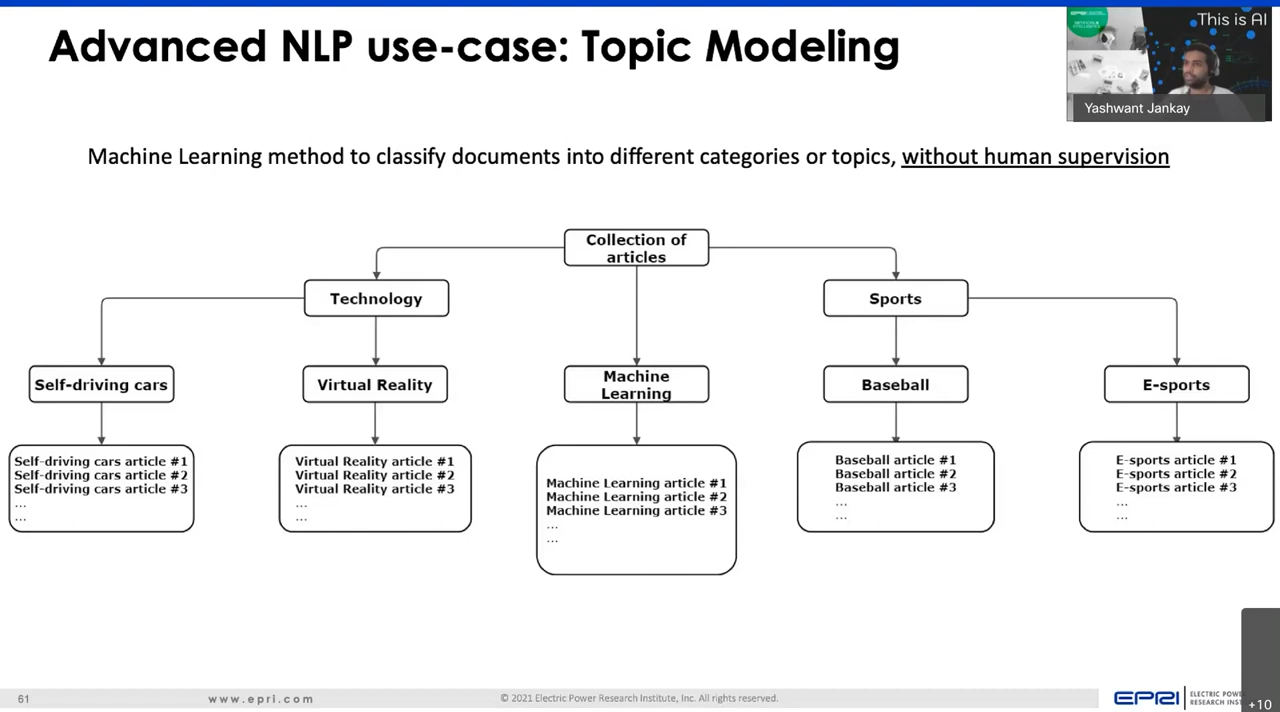 Advanced NLP use-case: Topic Modeling
This is AI
Yashwant Jankay
Machine Learning method to classify documents into different categories or topics, without human supervision
Collection of
articles
Technology
Sports
Self-driving cars
Virtual Reality
Machine
Learning
Baseball
E-sports
Self-driving cars article #1
Self-driving cars article #2
Self-driving cars article #3
...
...
Virtual Reality article #1
Virtual Reality article #2
Virtual Reality article #3
...
...
Machine Learning article #1
Machine Learning article #2
Machine Learning article #3
...
...
Baseball article #1
Baseball article #2
Baseball article #3
...
...
E-sports article #1
E-sports article #2
E-sports article #3
...
...
61
www.epri.com
© 2021 Electric Power Research Institute, Inc. All rights reserved.
EPRI
ELECTRIC POWE
RESEARCH INST
+10